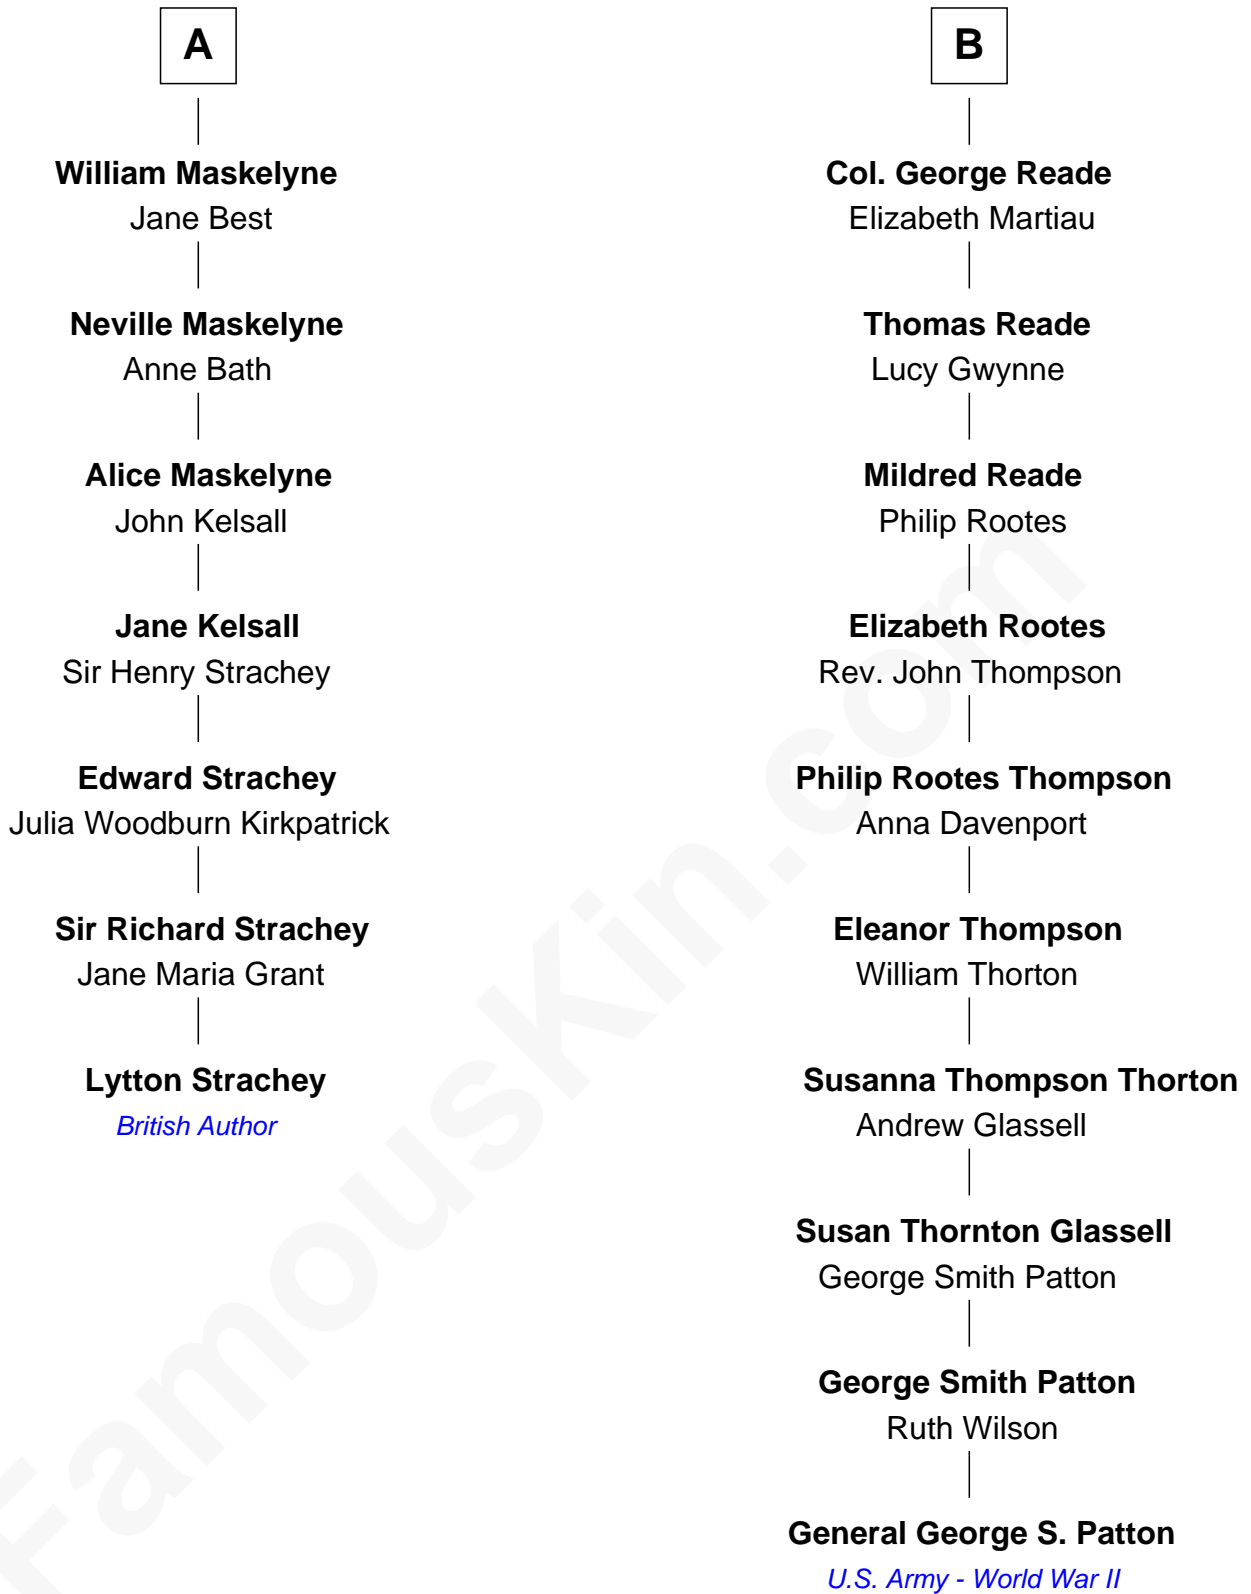 A
William Maskelyne
Jane Best
Neville Maskelyne
Anne Bath
Alice Maskelyne
John Kelsall
Jane Kelsall
Sir Henry Strachey
Edward Strachey
Julia Woodburn Kirkpatrick
Sir Richard Strachey
Jane Maria Grant
Lytton Strachey
British Author
B
Col. George Reade
Elizabeth Martiau
Thomas Reade
Lucy Gwynne
Mildred Reade
Philip Rootes
Elizabeth Rootes
Rev. John Thompson
Philip Rootes Thompson
Anna Davenport
Eleanor Thompson
William Thorton
Susanna Thompson Thorton
Andrew Glassell
Susan Thornton Glassell
George Smith Patton
George Smith Patton
Ruth Wilson
General George S. Patton
U.S. Army - World War II
FamousKin.com